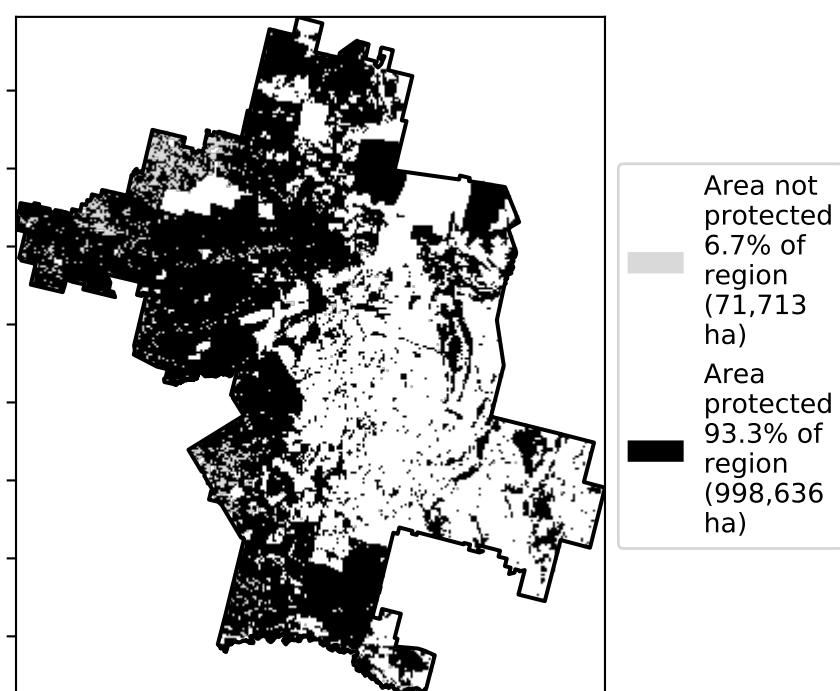 Area not
protected
6.7% of
region
(71,713
ha)
Area
protected
93.3% of
region
(998,636
ha)